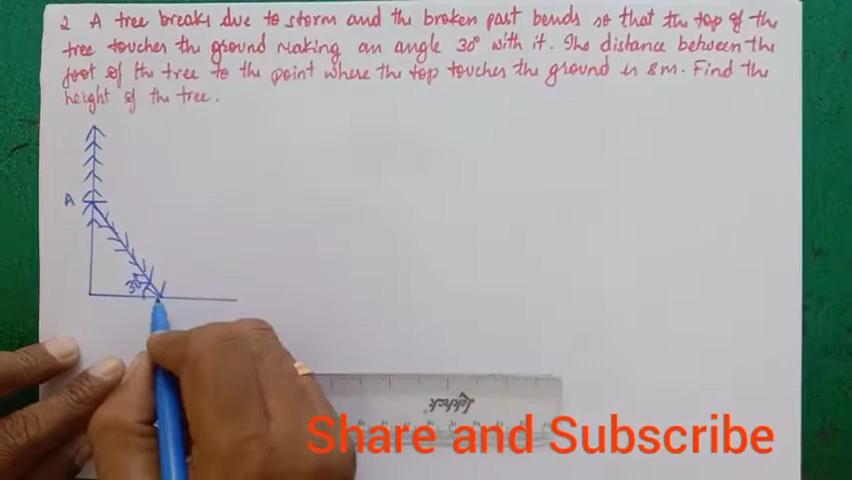 2 A tree breaks due to storm and the broken part bends so that the top of the
tree touches the ground making an angle 30° with it. The distance between the
foot of the tree to the point where the top touches the ground is 8m. Find the
height of the tree.
A
30°
Share and Subscribe